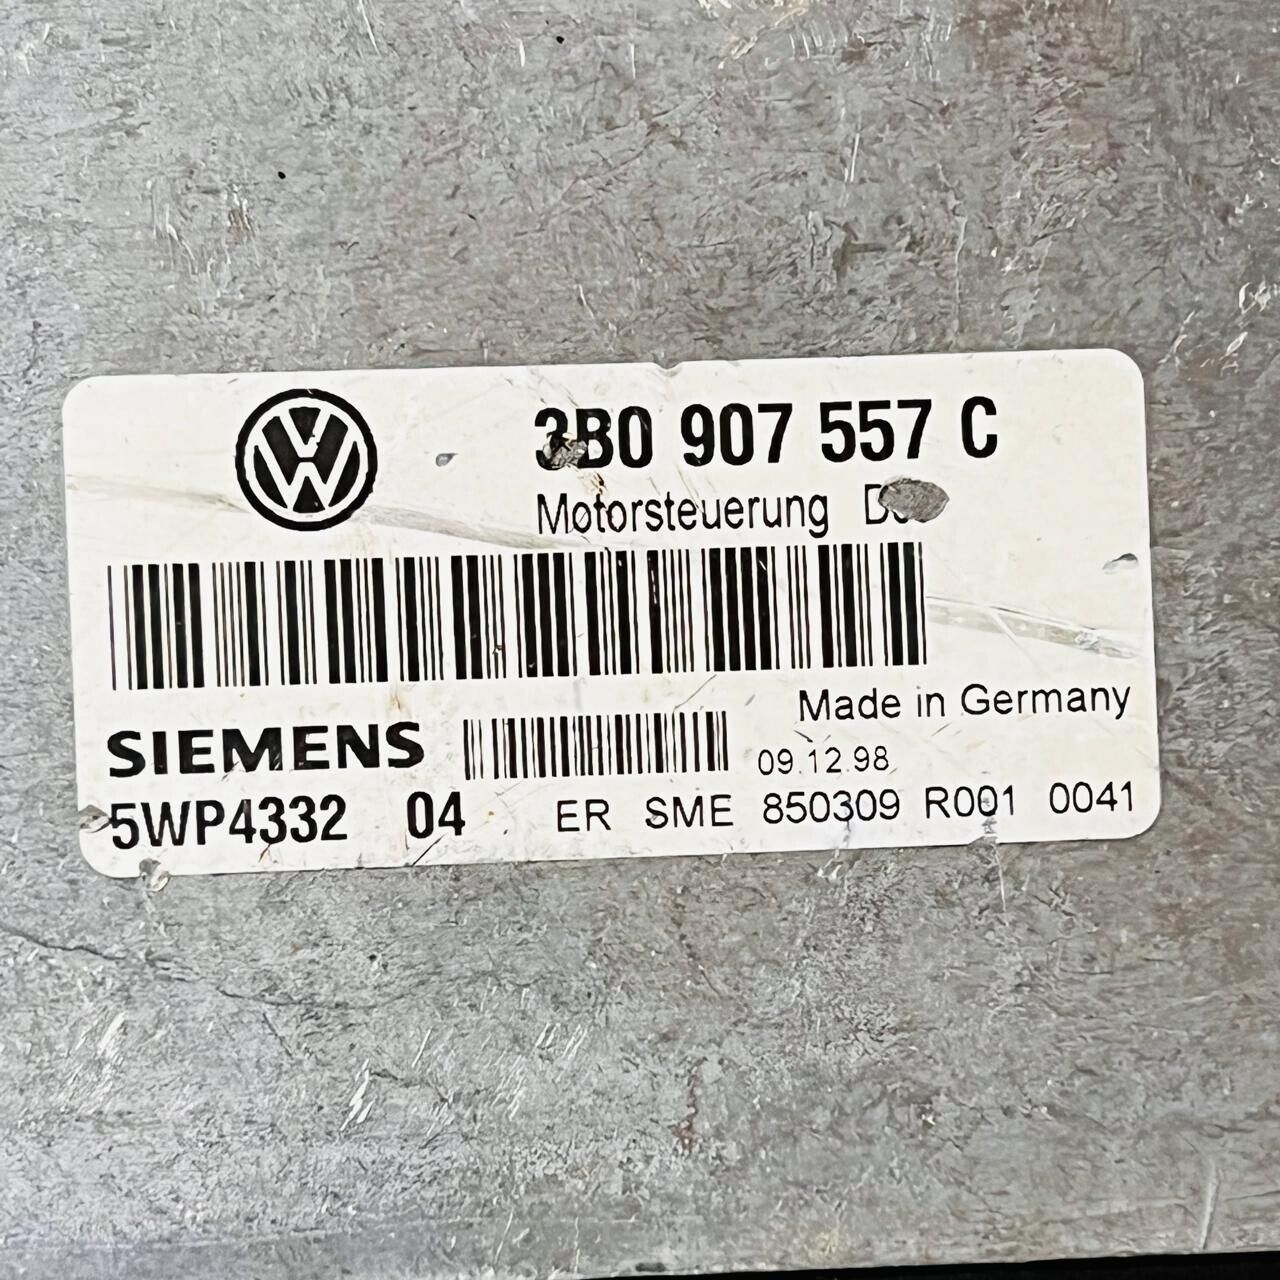 3B0 907 557 C
Motorsteuerung
Made in Germany
SIEMENS 09.12.98
5WP4332 04 ER SME 850309 R001 0041